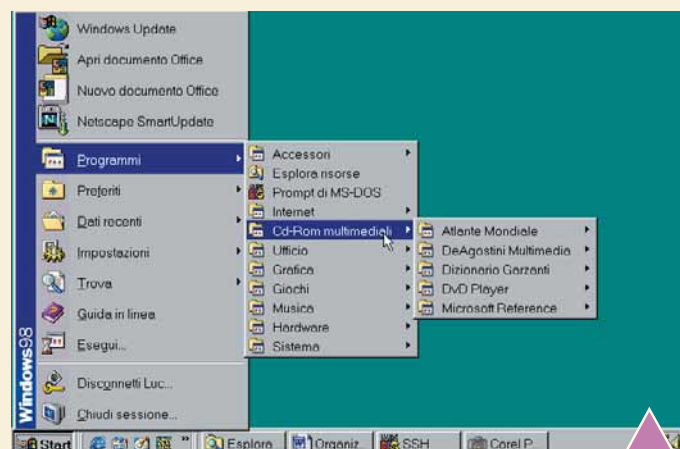 Windows Update
Apri documento Office
Nuovo documento Office
Netscape SmartUpdate
Programmi
Preferiti
Dati recenti
Impostazioni
Trova
Guida in linea
Esegui...
Disconnetti Luc...
Chiudi sessione...
Windows98
Accessori
Esplora risorse
Prompt di MS-DOS
Internet
Cd-Rom multimediali
Ufficio
Grafica
Giochi
Musica
Hardware
Sistema
Atlante Mondiale
DeAgostini Multimedia
Dizionario Garzanti
DvD Player
Microsoft Reference
Start
»
Esplora
Organiz...
SSH
Corel P...